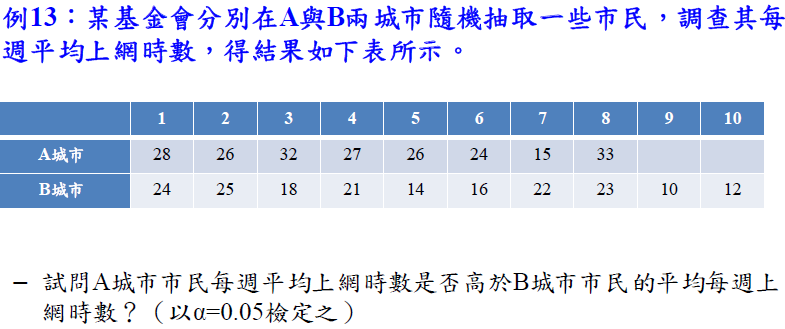 例13:某基金會分別在A與B兩城市隨機抽取一些市民,調查其每
週平均上網時數,得結果如下表所示。
1 2 3 4 5 6 7 8 9 10
A城市 28 26 32 27 26 24 15 33
B城市 24 25 18 21 14 16 22 23 10 12
– 試問A城市市民每週平均上網時數是否高於B城市市民的平均每週上
網時數?(以α=0.05檢定之)